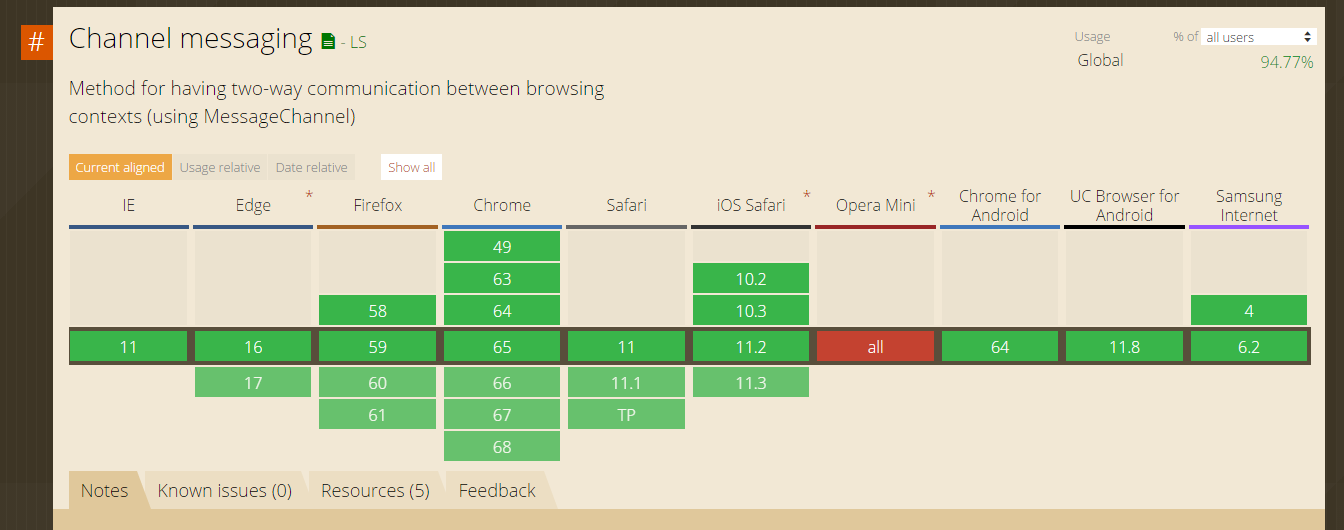 # Channel messaging - LS
Usage % of all users
Global 94.77%
Method for having two-way communication between browsing
contexts (using MessageChannel)
Current aligned Usage relative Date relative Show all
IE Edge * Firefox Chrome Safari iOS Safari * Opera Mini * Chrome for Android UC Browser for Android Samsung Internet
49
63 10.2
58 64 10.3 4
11 16 59 65 11 11.2 all 64 11.8 6.2
17 60 66 11.1 11.3
61 67 TP
68
Notes Known issues (0) Resources (5) Feedback